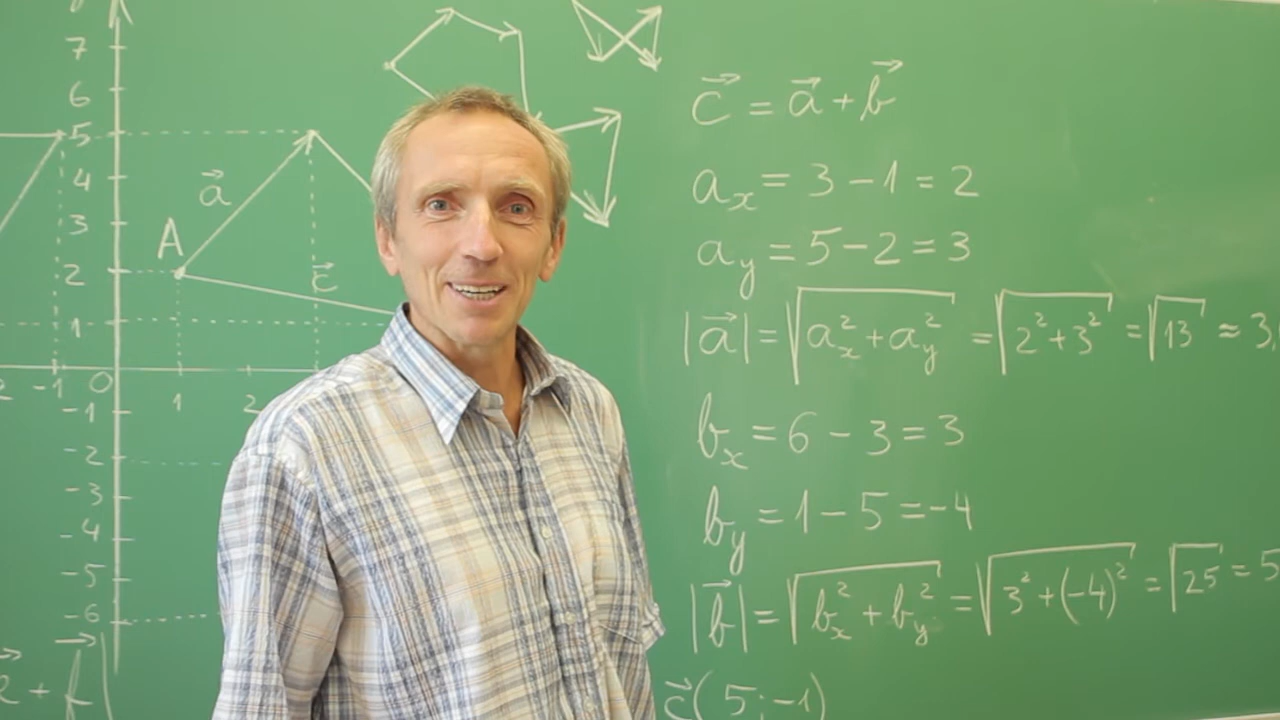 7
6
5
4
3
2
1
-1 0 1 2
-1
-2
-3
-4
-5
-6
a⃗
A
c⃗
c⃗ = a⃗ + b⃗
aₓ = 3 - 1 = 2
a_y = 5 - 2 = 3
|a⃗| = √(aₓ² + a_y²) = √(2² + 3²) = √13 ≈ 3,
bₓ = 6 - 3 = 3
b_y = 1 - 5 = -4
|b⃗| = √(bₓ² + b_y²) = √(3² + (-4)²) = √25 = 5
c⃗(5;-1)